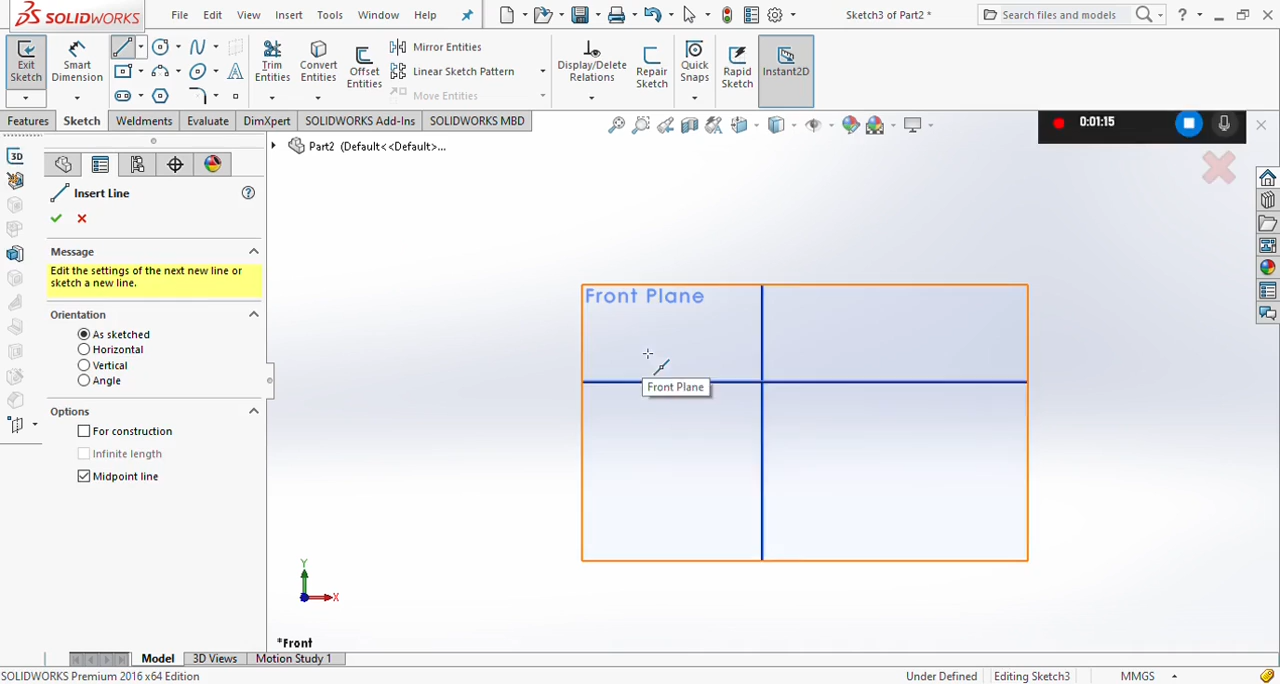 SOLIDWORKS
File Edit View Insert Tools Window Help
Sketch3 of Part2 *
Search files and models
Exit Sketch
Smart Dimension
Trim Entities
Convert Entities
Offset Entities
Mirror Entities
Linear Sketch Pattern
Move Entities
Display/Delete Relations
Repair Sketch
Quick Snaps
Rapid Sketch
Instant2D
Features Sketch Weldments Evaluate DimXpert SOLIDWORKS Add-Ins SOLIDWORKS MBD
0:01:15
3D
Part2 (Default<<Default>...
Insert Line
Message
Edit the settings of the next new line or
sketch a new line.
Orientation
As sketched
Horizontal
Vertical
Angle
Options
For construction
Infinite length
Midpoint line
Front Plane
Front Plane
Y
X
*Front
Model 3D Views Motion Study 1
SOLIDWORKS Premium 2016 x64 Edition
Under Defined Editing Sketch3 MMGS